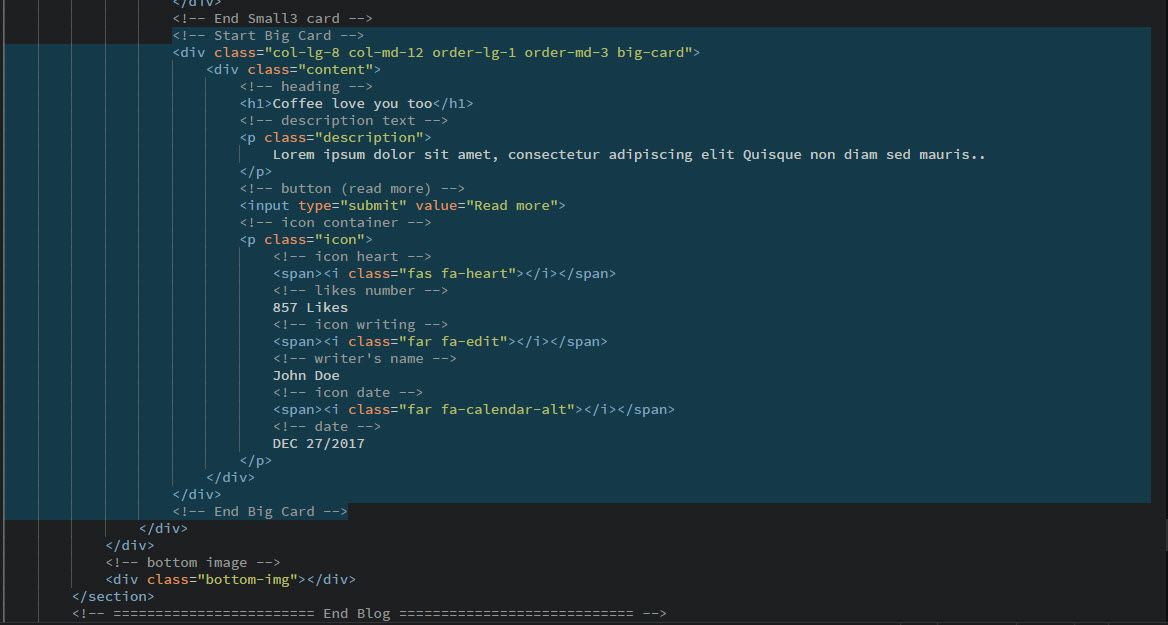 </div>
<!-- End Small3 card -->
<!-- Start Big Card -->
<div class="col-lg-8 col-md-12 order-lg-1 order-md-3 big-card">
<div class="content">
<!-- heading -->
<h1>Coffee love you too</h1>
<!-- description text -->
<p class="description">
Lorem ipsum dolor sit amet, consectetur adipiscing elit Quisque non diam sed mauris..
</p>
<!-- button (read more) -->
<input type="submit" value="Read more">
<!-- icon container -->
<p class="icon">
<!-- icon heart -->
<span><i class="fas fa-heart"></i></span>
<!-- likes number -->
857 Likes
<!-- icon writing -->
<span><i class="far fa-edit"></i></span>
<!-- writer's name -->
John Doe
<!-- icon date -->
<span><i class="far fa-calendar-alt"></i></span>
<!-- date -->
DEC 27/2017
</p>
</div>
</div>
<!-- End Big Card -->
</div>
</div>
<!-- bottom image -->
<div class="bottom-img"></div>
</section>
<!-- ======================== End Blog ============================ -->